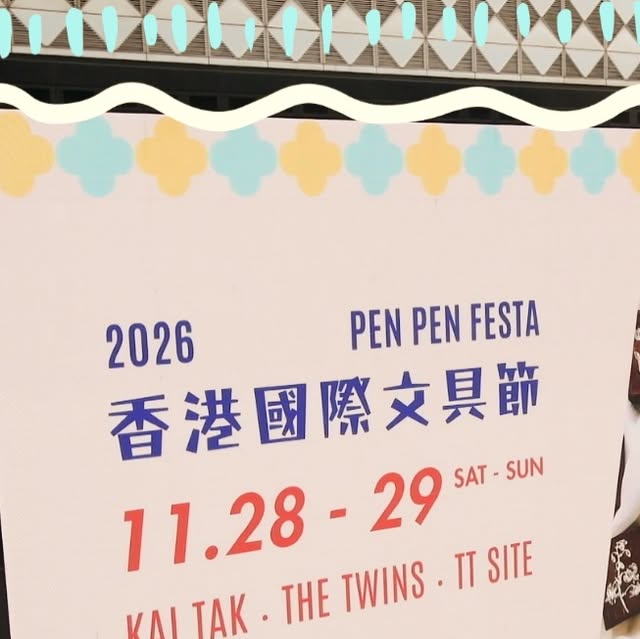 2026 PEN PEN FESTA
香港國際文具節
11.28 - 29 SAT - SUN
KAI TAK · THE TWINS · TT SITE